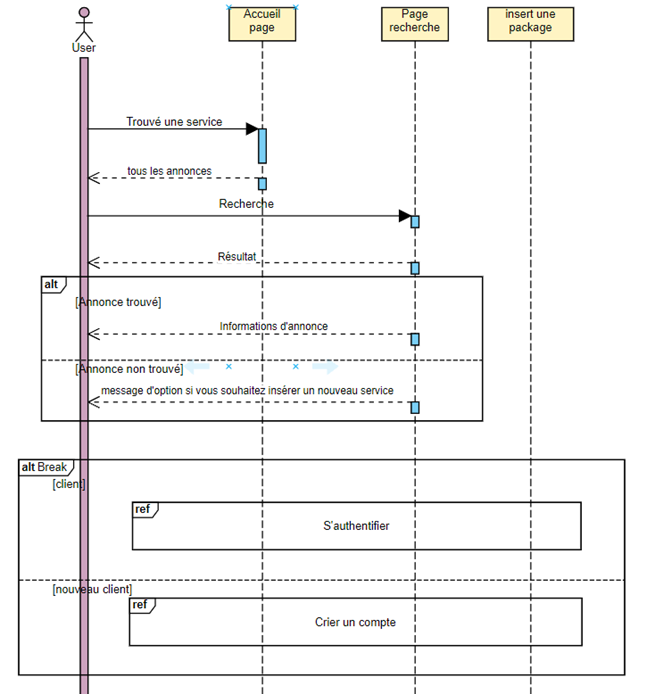 Accueil
page
Page
recherche
insert une
package
User
Trouvé une service
tous les annonces
Recherche
Résultat
alt
[Annonce trouvé]
Informations d'annonce
[Annonce non trouvé]
message d'option si vous souhaitez insérer un nouveau service
alt Break
[client]
ref
S'authentifier
[nouveau client]
ref
Crier un compte